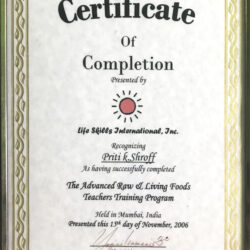 Certificate
Of
Completion
Presented by
Life Skills International, Inc.
Recognizing
Priti k Shroff
As having successfully completed
The Advanced Raw & Living Foods
Teachers Training Program
Held in Mumbai, India
Presented this 13th day of November, 2006